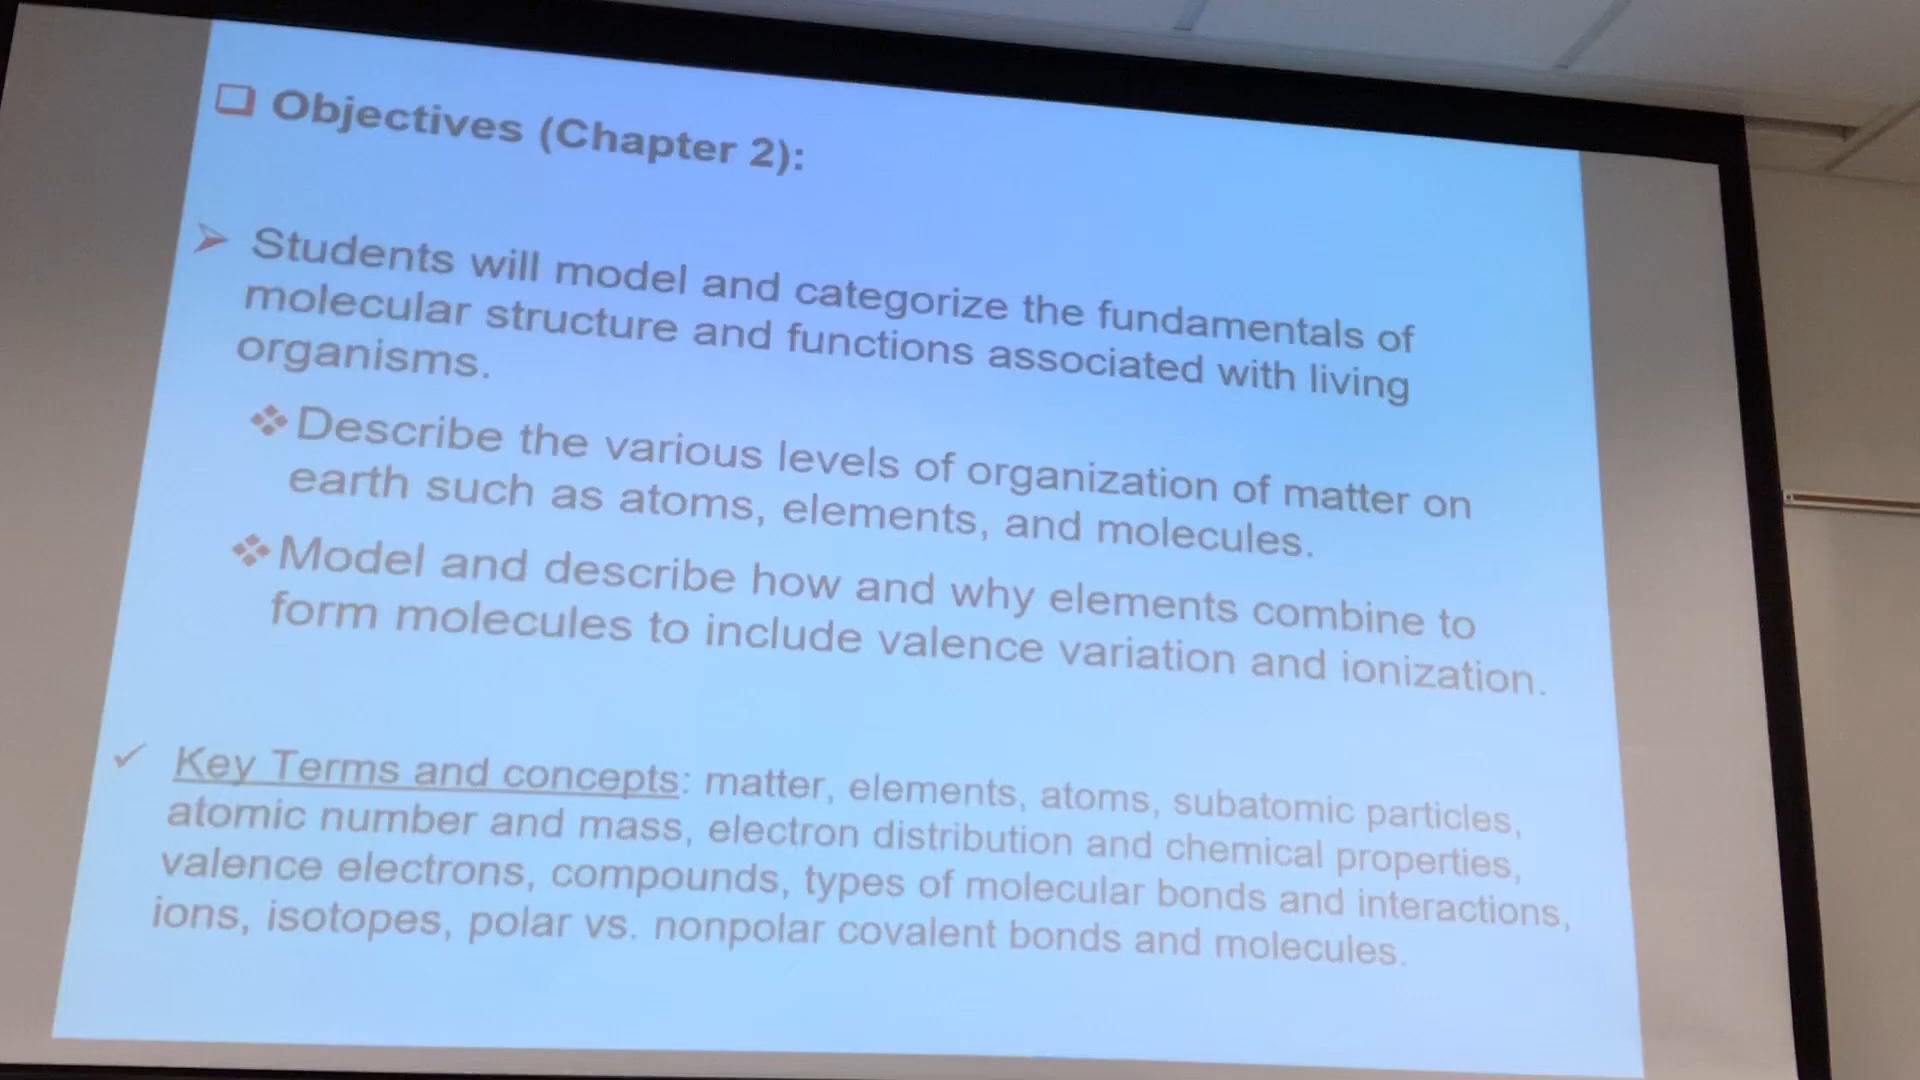 Objectives (Chapter 2):
Students will model and categorize the fundamentals of
molecular structure and functions associated with living
organisms.
Describe the various levels of organization of matter on
earth such as atoms, elements, and molecules.
Model and describe how and why elements combine to
form molecules to include valence variation and ionization.
Key Terms and concepts: matter, elements, atoms, subatomic particles,
atomic number and mass, electron distribution and chemical properties,
valence electrons, compounds, types of molecular bonds and interactions,
ions, isotopes, polar vs. nonpolar covalent bonds and molecules.